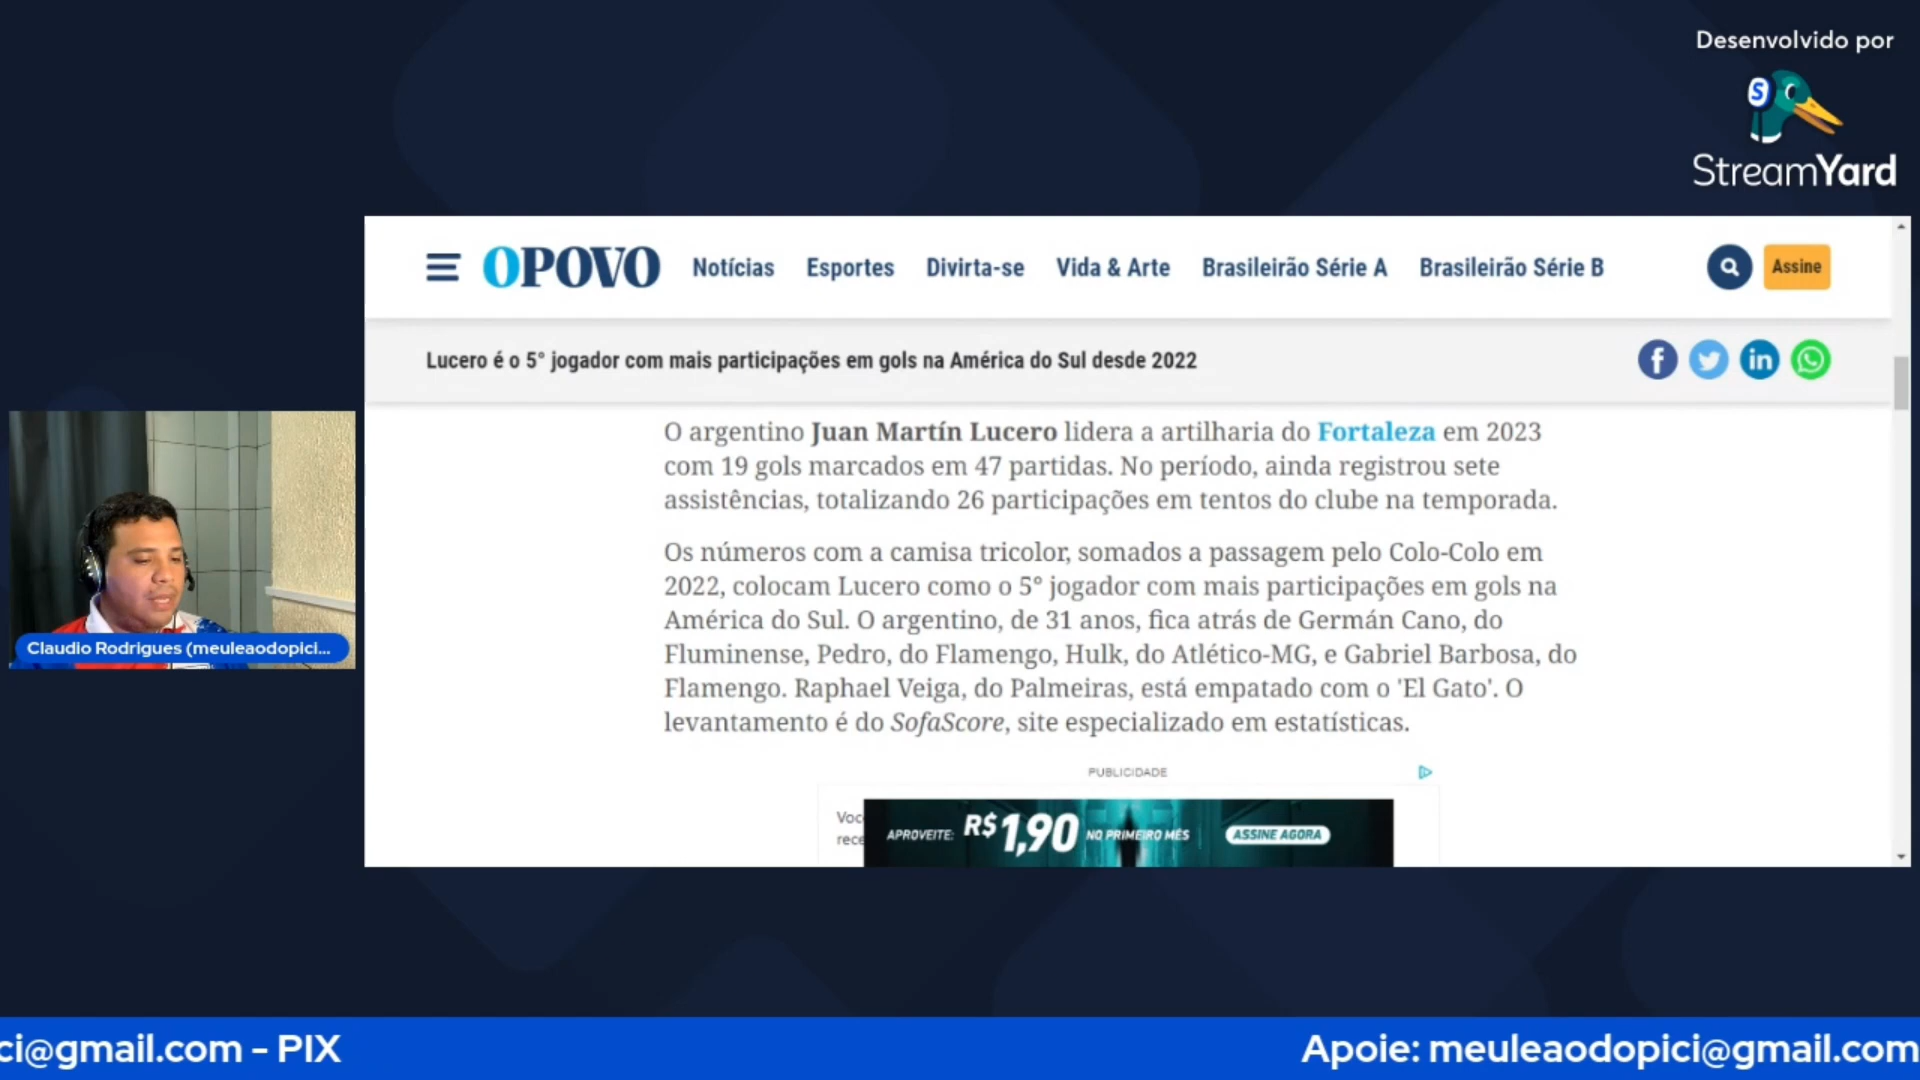 Desenvolvido por
StreamYard
OPOVO
Notícias
Esportes
Divirta-se
Vida & Arte
Brasileirão Série A
Brasileirão Série B
Assine
Lucero é o 5° jogador com mais participações em gols na América do Sul desde 2022
O argentino Juan Martín Lucero lidera a artilharia do Fortaleza em 2023
com 19 gols marcados em 47 partidas. No período, ainda registrou sete
assistências, totalizando 26 participações em tentos do clube na temporada.
Os números com a camisa tricolor, somados a passagem pelo Colo-Colo em
2022, colocam Lucero como o 5° jogador com mais participações em gols na
América do Sul. O argentino, de 31 anos, fica atrás de Germán Cano, do
Fluminense, Pedro, do Flamengo, Hulk, do Atlético-MG, e Gabriel Barbosa, do
Flamengo. Raphael Veiga, do Palmeiras, está empatado com o 'El Gato'. O
levantamento é do SofaScore, site especializado em estatísticas.
Claudio Rodrigues (meuleaodopici...
PUBLICIDADE
Voc
rece
APROVEITE: R$ 1,90 NO PRIMEIRO MÊS
ASSINE AGORA
ci@gmail.com - PIX
Apoie: meuleaodopici@gmail.com